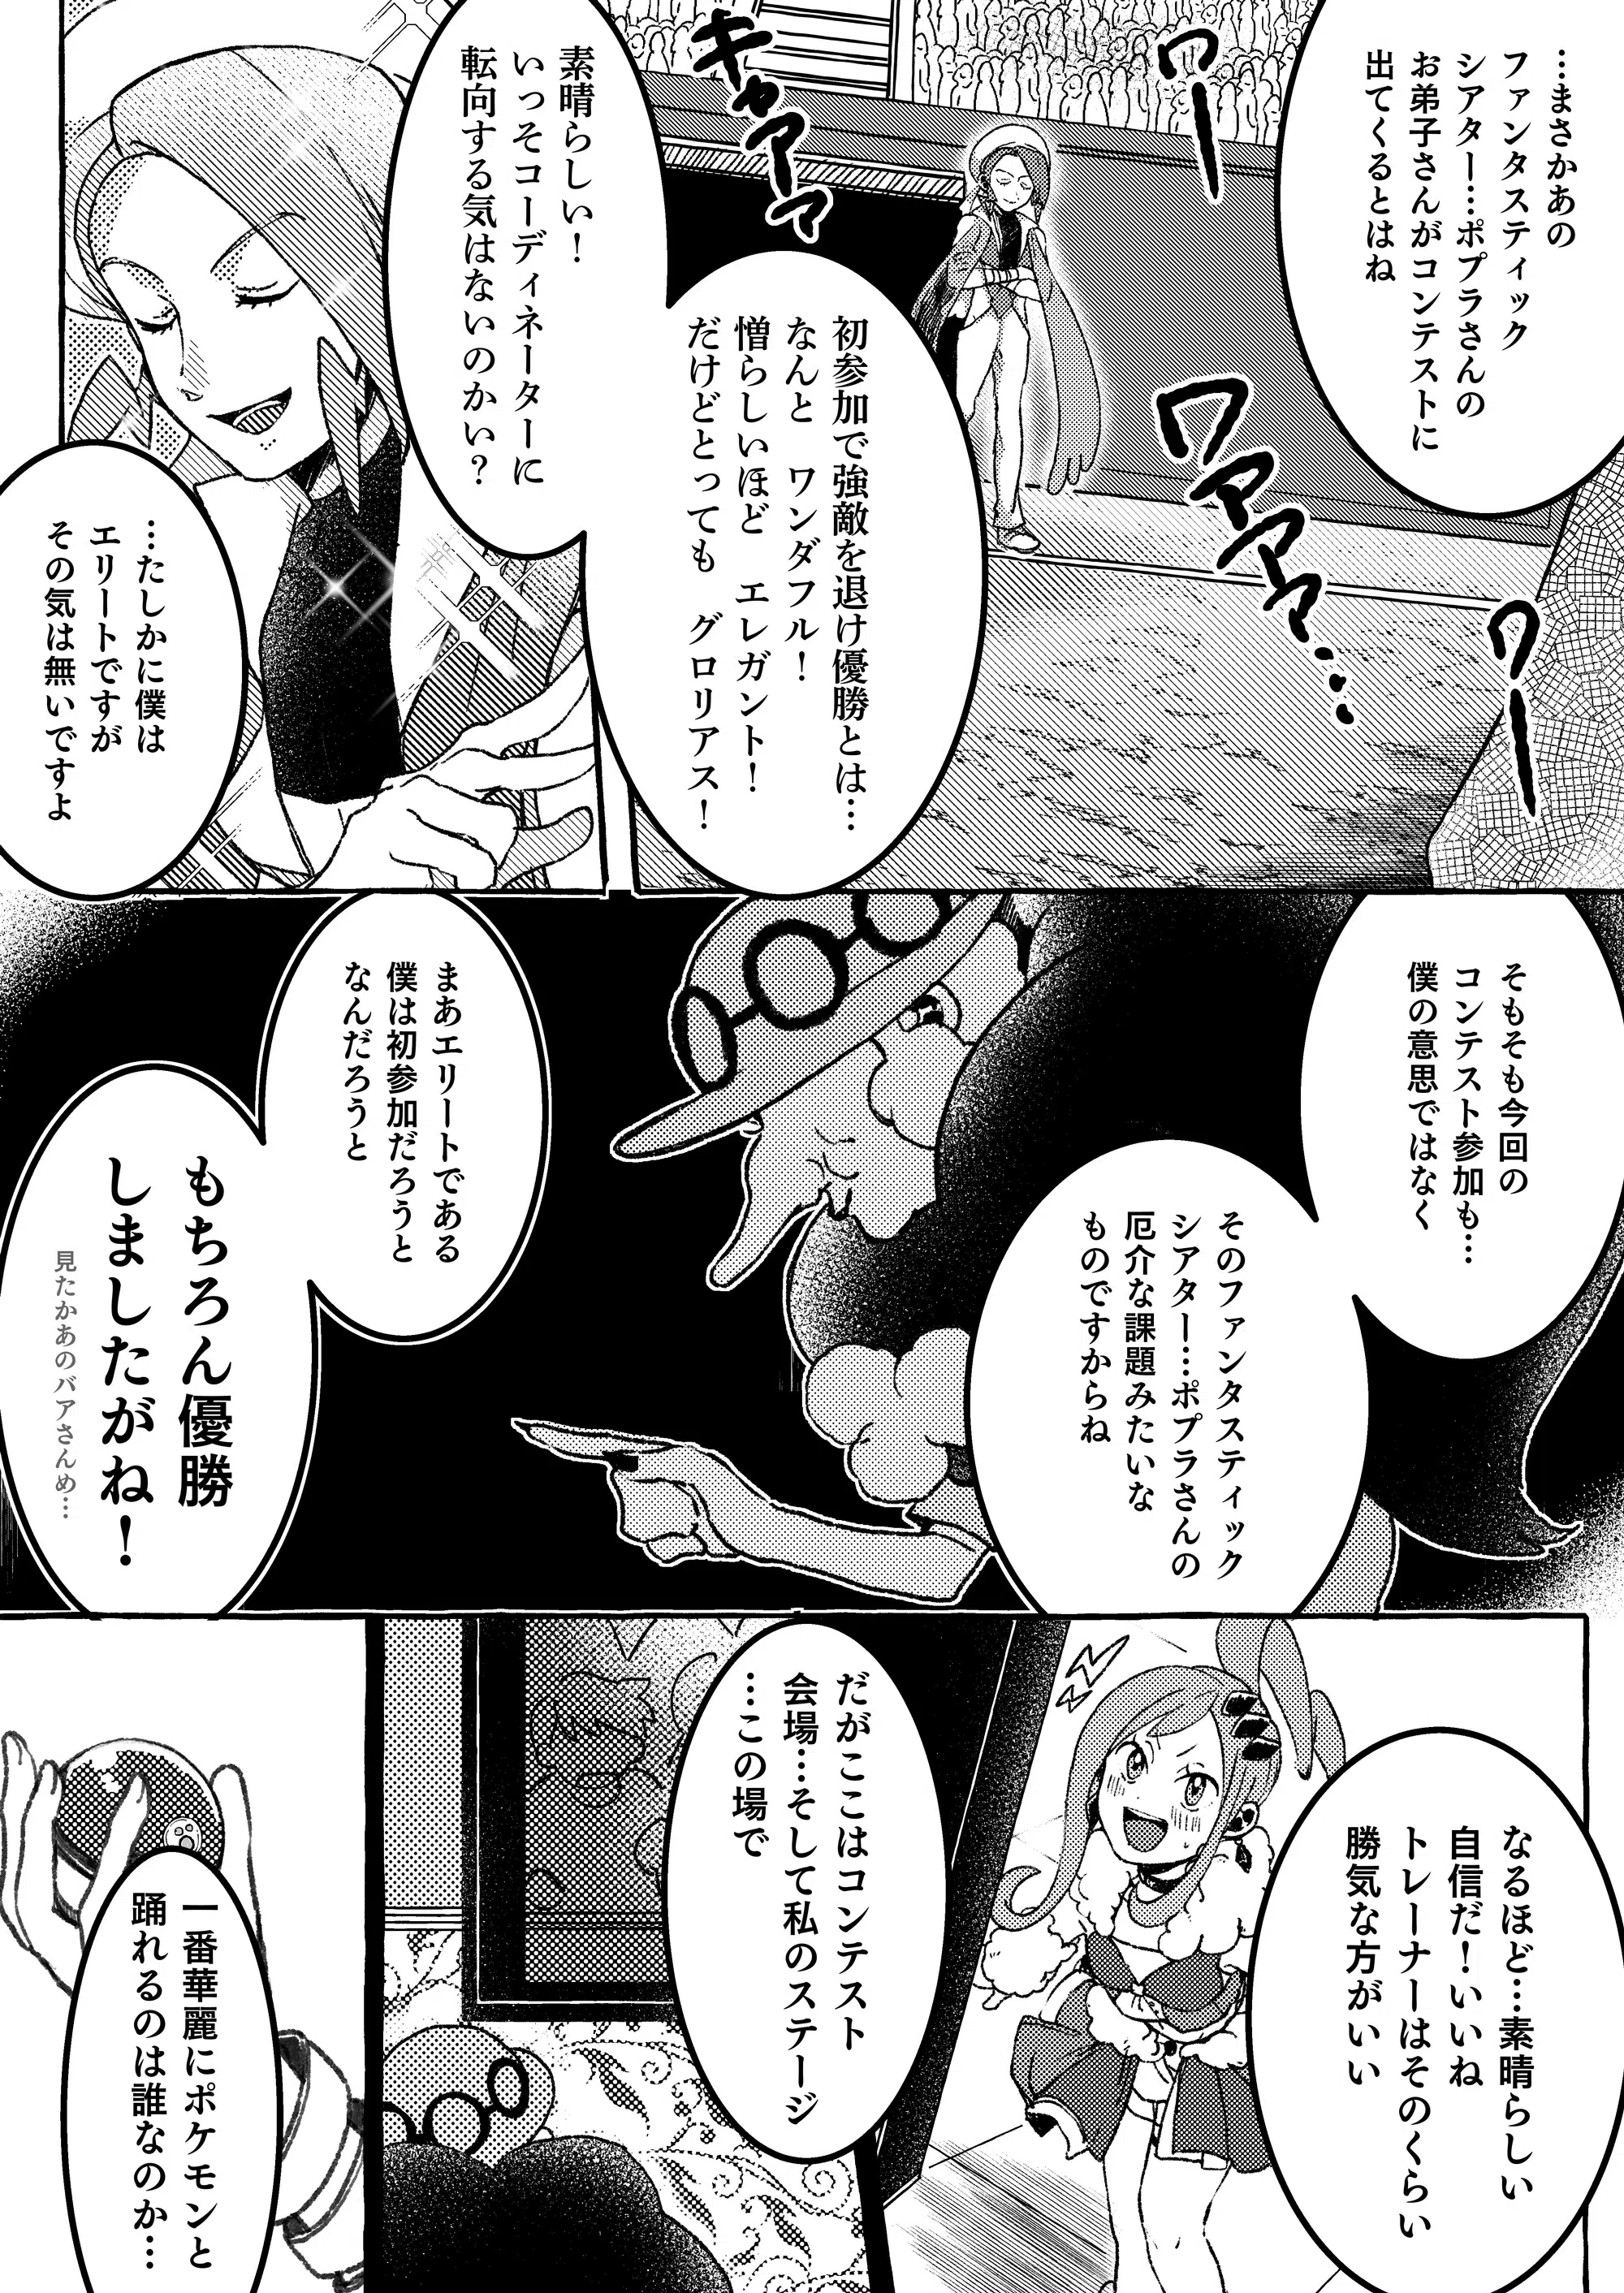 …まさかあの
ファンタスティック
シアター…ポプラさんの
お弟子さんがコンテストに
出てくるとはね
ワー
キャアアア
ワアアア…
ワー
初参加で強敵を退け優勝とは…
なんと ワンダフル！
憎らしいほど エレガント！
だけどとっても グロリアス！
素晴らしい！
いっそコーディネーターに
転向する気はないのかい？
…たしかに僕は
エリートですが
その気は無いですよ
そもそも今回の
コンテスト参加も…
僕の意思ではなく
そのファンタスティック
シアター…ポプラさんの
厄介な課題みたいな
ものですからね
まあエリートである
僕は初参加だろうと
なんだろうと
もちろん優勝
しましたがね！
見たかあのバアさんめ…
なるほど…素晴らしい
自信だ！いいね
トレーナーはそのくらい
勝気な方がいい
だがここはコンテスト
会場…そして私のステージ
…この場で
一番華麗にポケモンと
踊れるのは誰なのか…